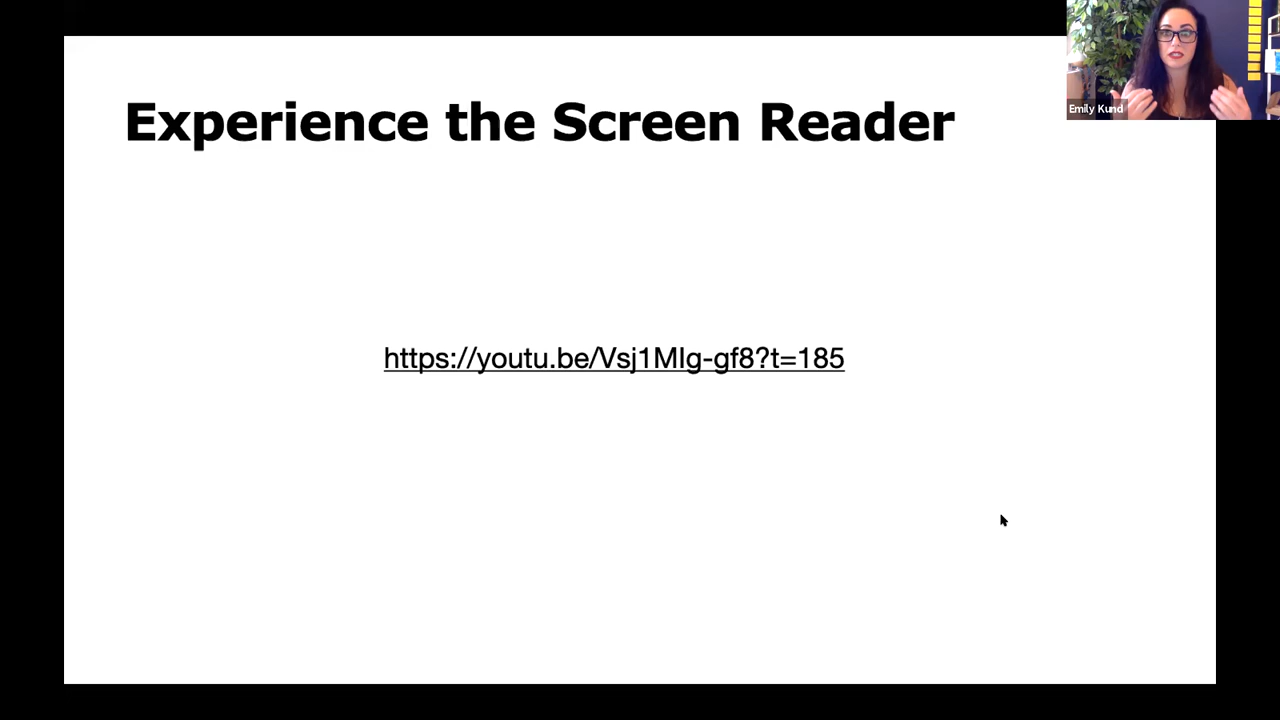 Experience the Screen Reader
Emily Kund
https://youtu.be/Vsj1MIg-gf8?t=185